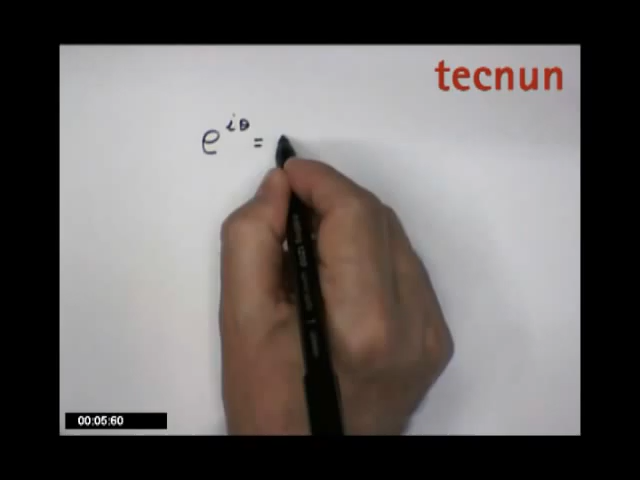 tecnun
e^{iθ} =
00:05:60